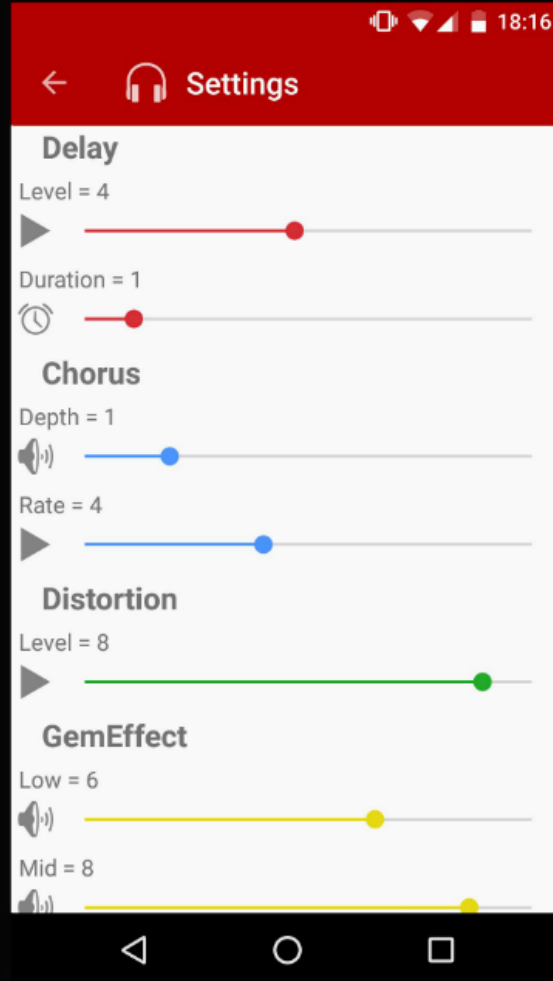 18:16
Settings
Delay
Level = 4
Duration = 1
Chorus
Depth = 1
Rate = 4
Distortion
Level = 8
GemEffect
Low = 6
Mid = 8